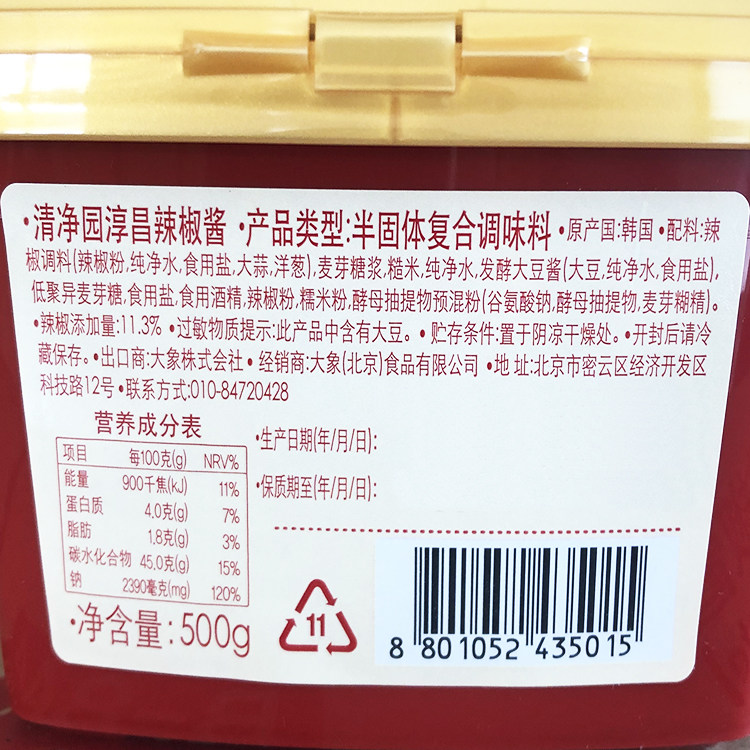 •清净园淳昌辣椒酱 •产品类型:半固体复合调味料 •原产国:韩国 •配料:辣
椒调料(辣椒粉,纯净水,食用盐,大蒜,洋葱),麦芽糖浆,糙米,纯净水,发酵大豆酱(大豆,纯净水,食用盐),
低聚异麦芽糖,食用盐,食用酒精,辣椒粉,糯米粉,酵母抽提物预混粉(谷氨酸钠,酵母抽提物,麦芽糊精)。
•辣椒添加量:11.3% •过敏物质提示:此产品中含有大豆。• 贮存条件:置于阴凉干燥处。•开封后请冷
藏保存。•出口商:大象株式会社 • 经销商:大象(北京)食品有限公司 •地 址:北京市密云区经济开发区
科技路12号 •联系方式:010-84720428
营养成分表
项目 每100克(g) NRV%
能量 900千焦(kJ) 11%
蛋白质 4.0克(g) 7%
脂肪 1.8克(g) 3%
碳水化合物 45.0克(g) 15%
钠 2390毫克(mg) 120%
•生产日期(年/月/日):
•保质期至(年/月/日):
•净含量: 500g
11
8 801052 435015